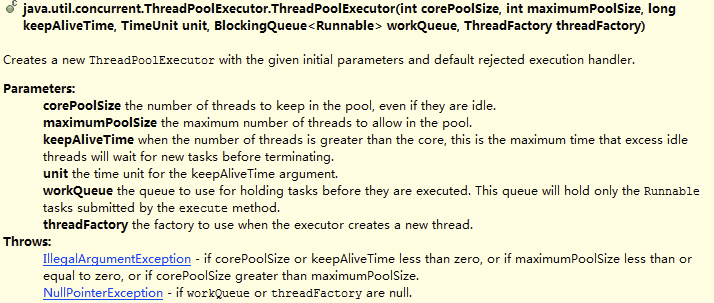 java.util.concurrent.ThreadPoolExecutor.ThreadPoolExecutor(int corePoolSize, int maximumPoolSize, long
keepAliveTime, TimeUnit unit, BlockingQueue<Runnable> workQueue, ThreadFactory threadFactory)
Creates a new ThreadPoolExecutor with the given initial parameters and default rejected execution handler.
Parameters:
corePoolSize the number of threads to keep in the pool, even if they are idle.
maximumPoolSize the maximum number of threads to allow in the pool.
keepAliveTime when the number of threads is greater than the core, this is the maximum time that excess idle
threads will wait for new tasks before terminating.
unit the time unit for the keepAliveTime argument.
workQueue the queue to use for holding tasks before they are executed. This queue will hold only the Runnable
tasks submitted by the execute method.
threadFactory the factory to use when the executor creates a new thread.
Throws:
IllegalArgumentException - if corePoolSize or keepAliveTime less than zero, or if maximumPoolSize less than or
equal to zero, or if corePoolSize greater than maximumPoolSize.
NullPointerException - if workQueue or threadFactory are null.